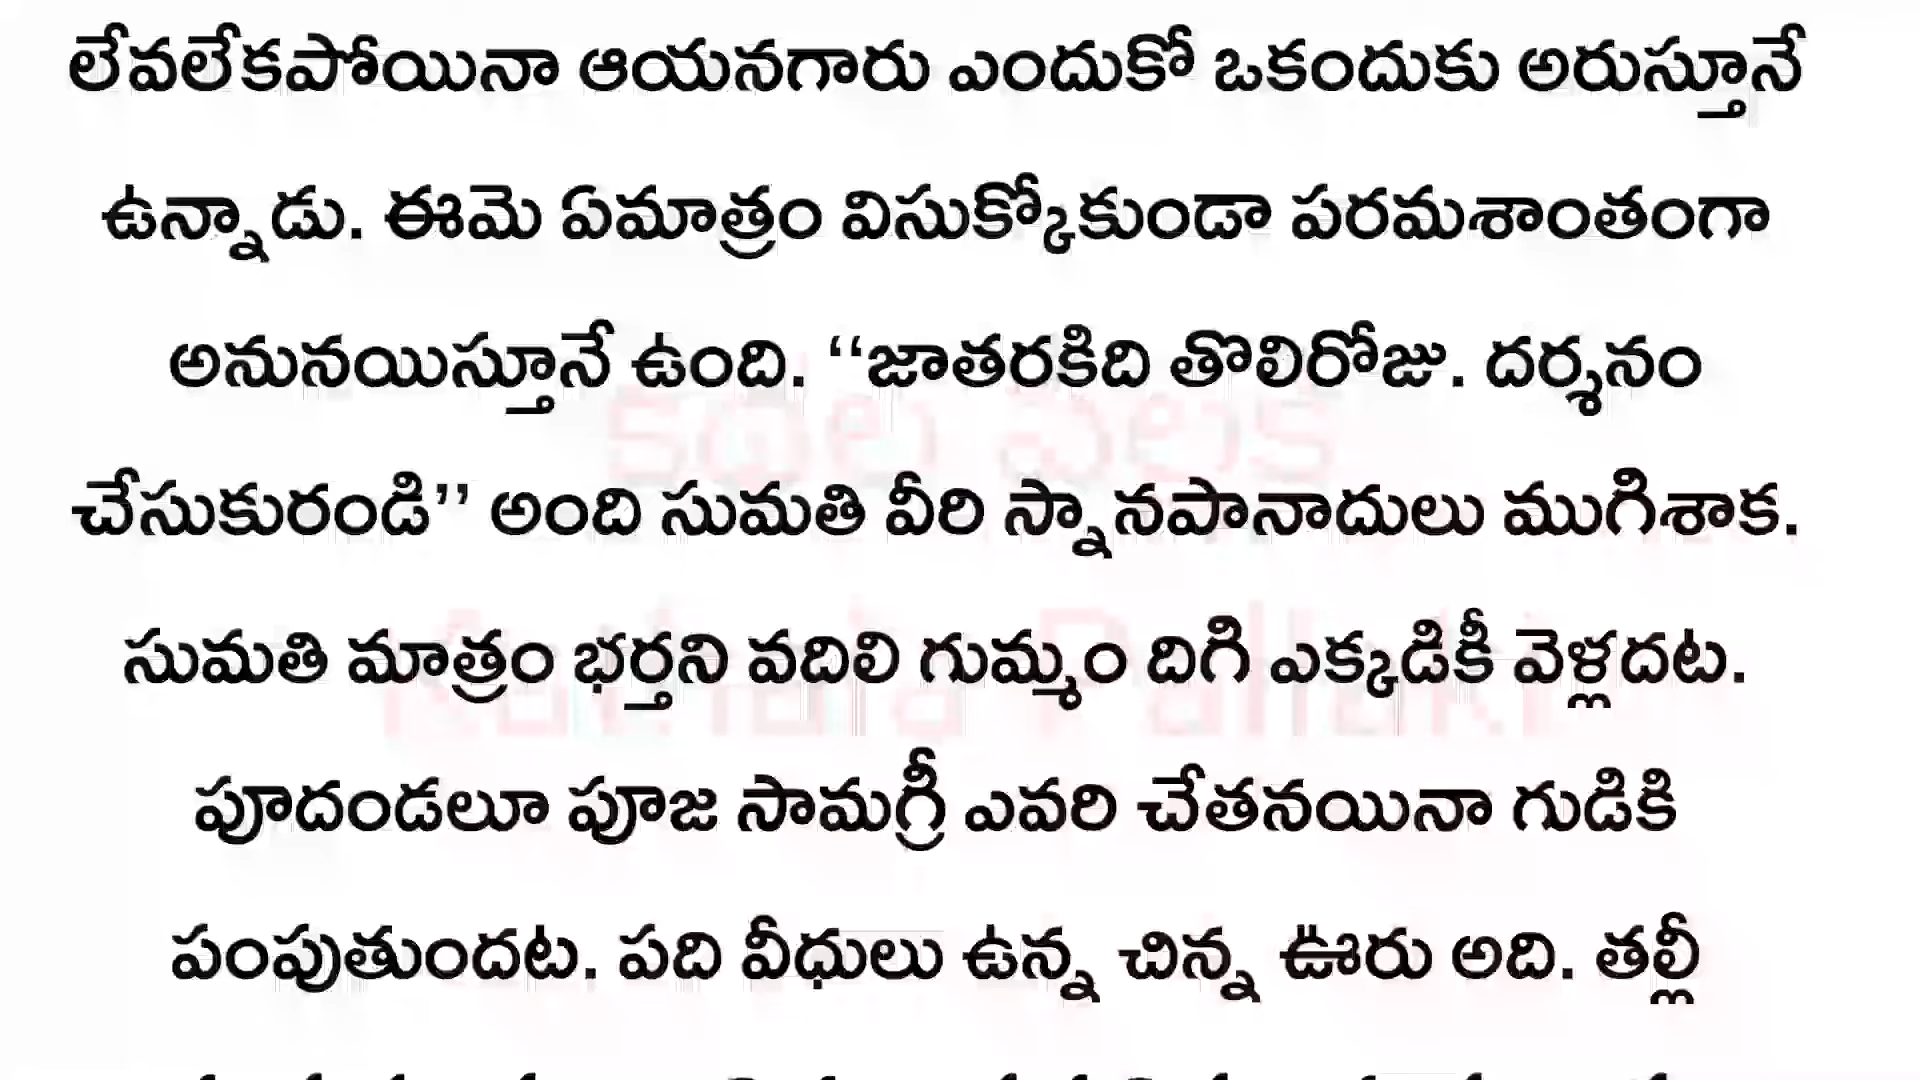 లేవలేకపోయినా ఆయనగారు ఎందుకో ఒకందుకు అరుస్తూనే
ఉన్నాడు. ఈమె ఏమాత్రం విసుక్కోకుండా పరమశాంతంగా
అనునయిస్తూనే ఉంది. “జాతరకిది తొలిరోజు. దర్శనం
చేసుకురండి” అంది సుమతి వీరి స్నానపానాదులు ముగిశాక.
సుమతి మాత్రం భర్తని వదిలి గుమ్మం దిగి ఎక్కడికీ వెళ్లదట.
పూదండలూ పూజ సామగ్రీ ఎవరి చేతనయినా గుడికి
పంపుతుందట. పది వీధులు ఉన్న చిన్న ఊరు అది. తల్లీ